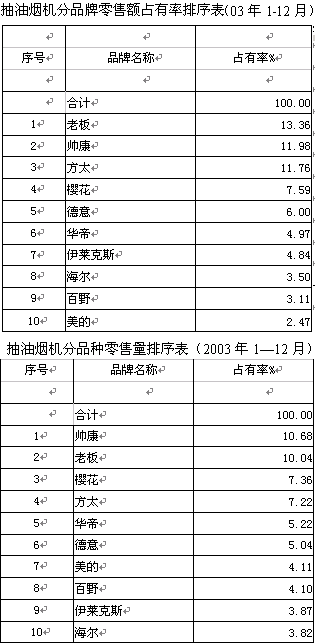 抽油烟机分品牌零售额占有率排序表(03 年 1-12 月)
序号 品牌名称 占有率%
合计 100.00
1 老板 13.36
2 帅康 11.98
3 方太 11.76
4 樱花 7.59
5 德意 6.00
6 华帝 4.97
7 伊莱克斯 4.84
8 海尔 3.50
9 百野 3.11
10 美的 2.47
抽油烟机分品种零售量排序表（2003 年 1—12 月）
序号 品牌名称 占有率%
合计 100.00
1 帅康 10.68
2 老板 10.04
3 樱花 7.36
4 方太 7.22
5 华帝 5.22
6 德意 5.04
7 美的 4.11
8 百野 4.10
9 伊莱克斯 3.87
10 海尔 3.82